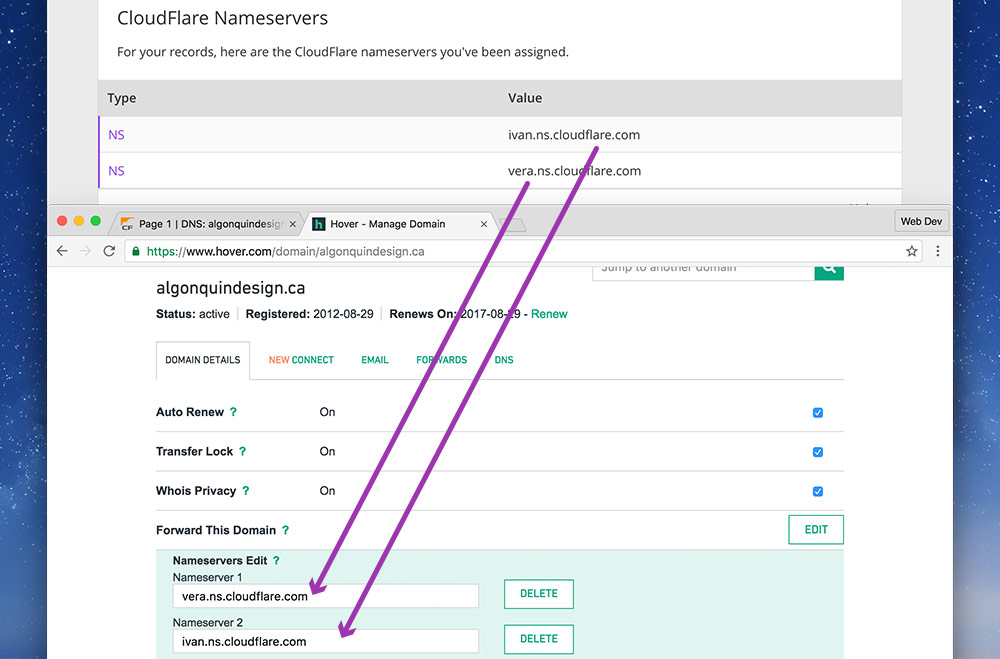 CloudFlare Nameservers
For your records, here are the CloudFlare nameservers you've been assigned.
Type Value
NS ivan.ns.cloudflare.com
NS vera.ns.cloudflare.com
CF Page 1 | DNS: algonquindesig h Hover - Manage Domain Web Dev
https://www.hover.com/domain/algonquindesign.ca
Jump to another domain
algonquindesign.ca
Status: active Registered: 2012-08-29 Renews On: 2017-08-29 - Renew
DOMAIN DETAILS NEW CONNECT EMAIL FORWARDS DNS
Auto Renew ? On
Transfer Lock ? On
Whois Privacy ? On
Forward This Domain ? EDIT
Nameservers Edit ?
Nameserver 1
vera.ns.cloudflare.com DELETE
Nameserver 2
ivan.ns.cloudflare.com DELETE